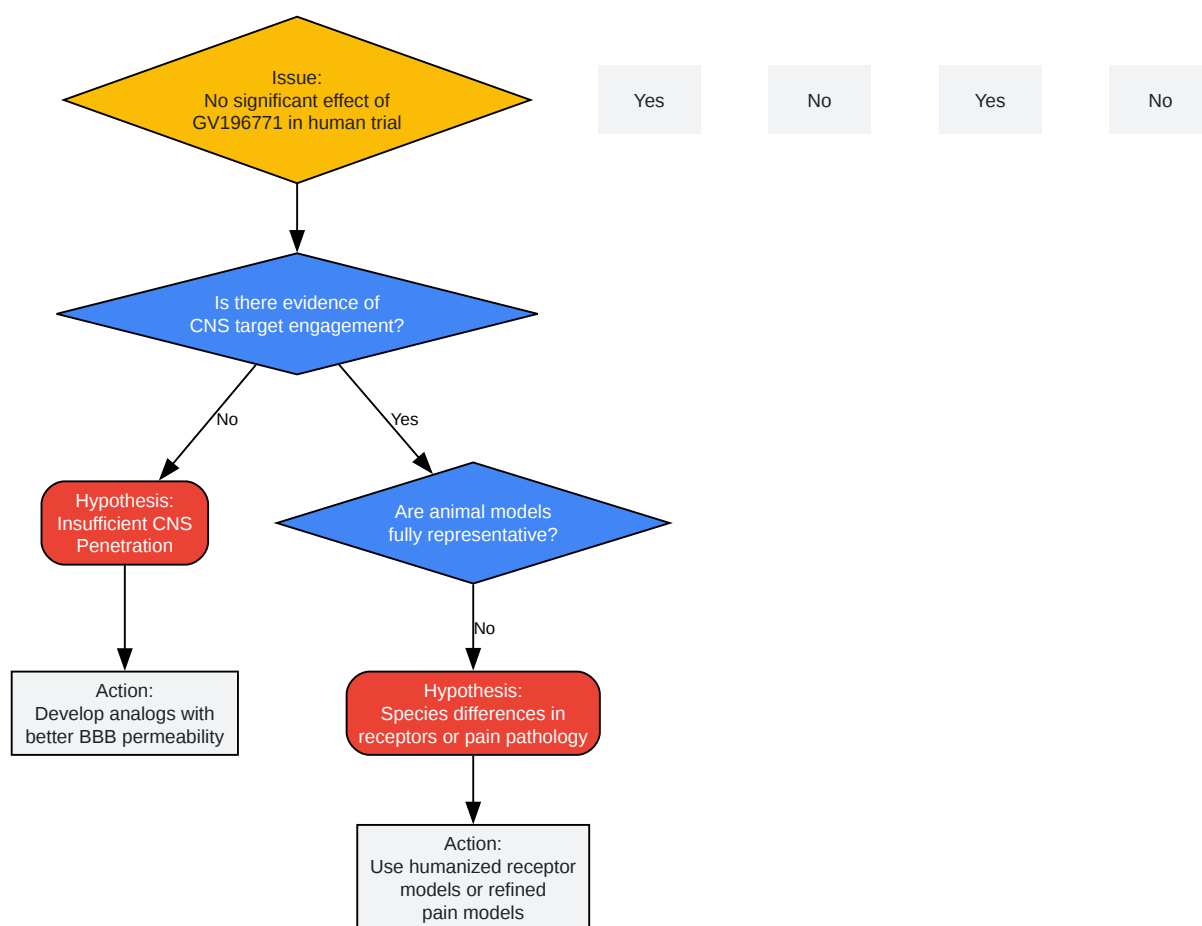 Issue:
No significant effect of
GV196771 in human trial
Yes
No
Yes
No
Is there evidence of
CNS target engagement?
No
Yes
Hypothesis:
Insufficient CNS
Penetration
Are animal models
fully representative?
No
Action:
Develop analogs with
better BBB permeability
Hypothesis:
Species differences in
receptors or pain pathology
Action:
Use humanized receptor
models or refined
pain models